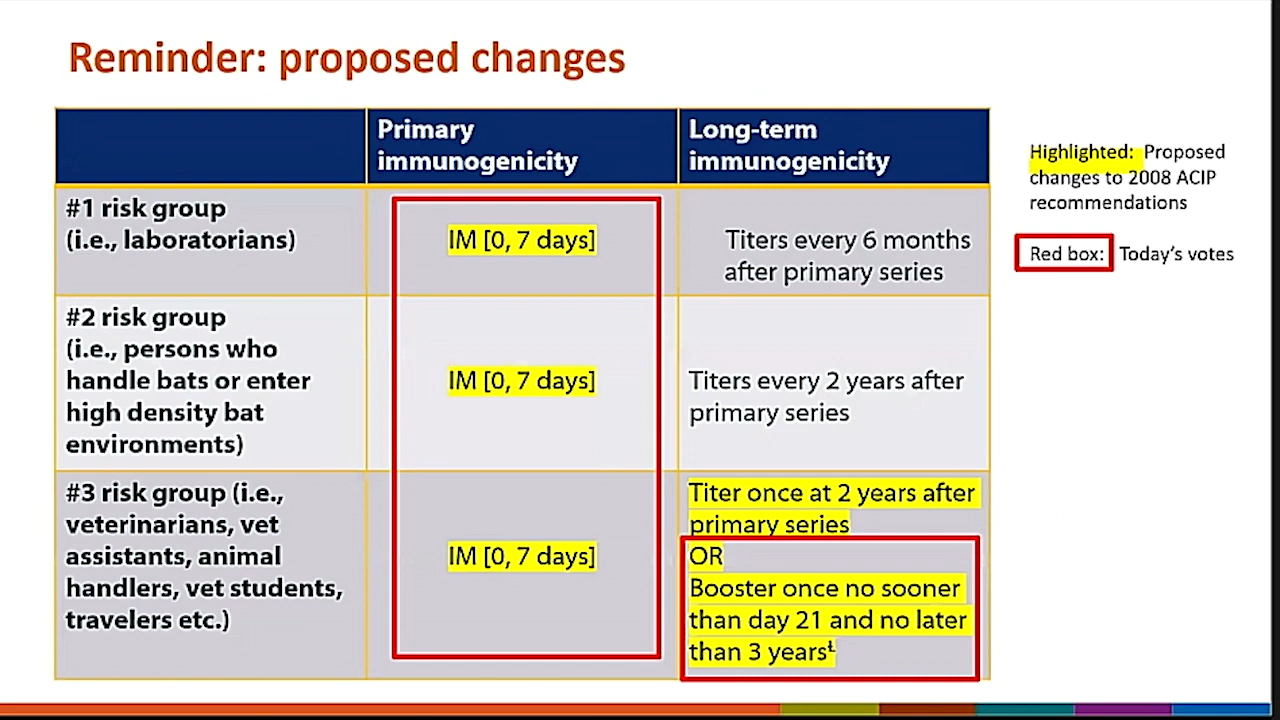 Reminder: proposed changes
Primary
immunogenicity
Long-term
immunogenicity
#1 risk group
(i.e., laboratorians)
IM [0, 7 days]
Titers every 6 months
after primary series
#2 risk group
(i.e., persons who
handle bats or enter
high density bat
environments)
IM [0, 7 days]
Titers every 2 years after
primary series
#3 risk group (i.e.,
veterinarians, vet
assistants, animal
handlers, vet students,
travelers etc.)
IM [0, 7 days]
Titer once at 2 years after
primary series
OR
Booster once no sooner
than day 21 and no later
than 3 years¹
Highlighted: Proposed
changes to 2008 ACIP
recommendations
Red box: Today's votes